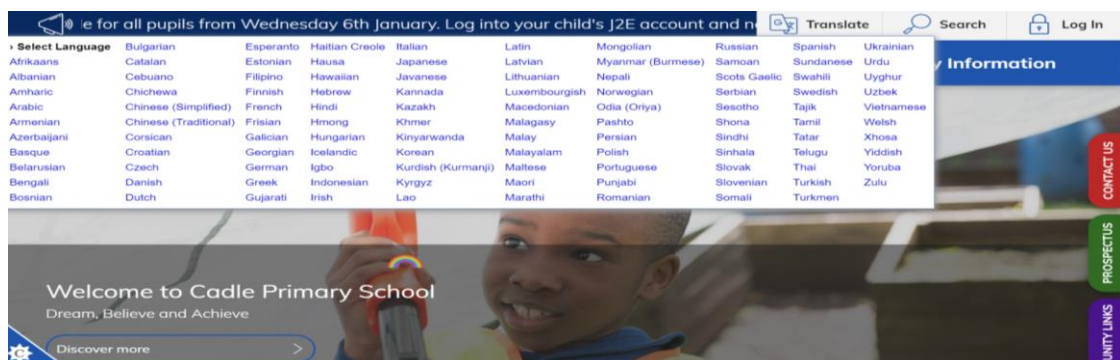 le for all pupils from Wednesday 6th January. Log into your child's J2E account and
Translate
Search
Log In
› Select Language
Afrikaans
Albanian
Amharic
Arabic
Armenian
Azerbaijani
Basque
Belarusian
Bengali
Bosnian
Bulgarian
Catalan
Cebuano
Chichewa
Chinese (Simplified)
Chinese (Traditional)
Corsican
Croatian
Czech
Danish
Dutch
Esperanto
Estonian
Filipino
Finnish
French
Frisian
Galician
Georgian
German
Greek
Gujarati
Haitian Creole
Hausa
Hawaiian
Hebrew
Hindi
Hmong
Hungarian
Icelandic
Igbo
Indonesian
Irish
Italian
Japanese
Javanese
Kannada
Kazakh
Khmer
Kinyarwanda
Korean
Kurdish (Kurmanji)
Kyrgyz
Lao
Latin
Latvian
Lithuanian
Luxembourgish
Macedonian
Malagasy
Malay
Malayalam
Maltese
Maori
Marathi
Mongolian
Myanmar (Burmese)
Nepali
Norwegian
Odia (Oriya)
Pashto
Persian
Polish
Portuguese
Punjabi
Romanian
Russian
Samoan
Scots Gaelic
Serbian
Sesotho
Shona
Sindhi
Sinhala
Slovak
Slovenian
Somali
Spanish
Sundanese
Swahili
Swedish
Tajik
Tamil
Tatar
Telugu
Thai
Turkish
Turkmen
Ukrainian
Urdu
Uyghur
Uzbek
Vietnamese
Welsh
Xhosa
Yiddish
Yoruba
Zulu
Information
CONTACT US
PROSPECTUS
UNITY LINKS
Welcome to Cadle Primary School
Dream, Believe and Achieve
Discover more